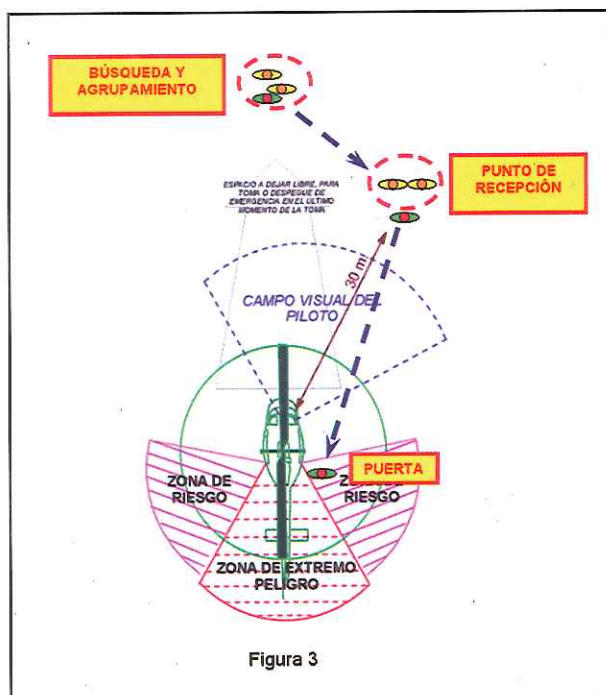 BÚSQUEDA Y
AGRUPAMIENTO
PUNTO DE
RECEPCIÓN
ESPACIO A DEJAR LIBRE, PARA
TOMA O DESPEGUE DE
EMERGENCIA EN EL ULTIMO
MOMENTO DE LA TOMA
30 m
CAMPO VISUAL DEL
PILOTO
PUERTA
ZONA DE
RIESGO
RIESGO
ZONA DE EXTREMO
PELIGRO
Figura 3